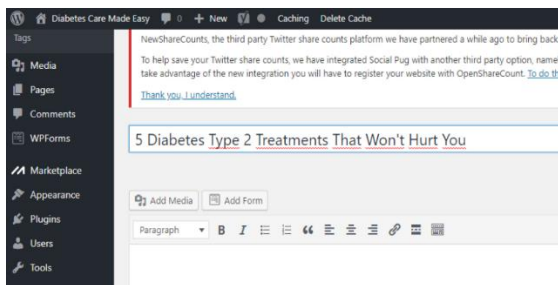 Diabetes Care Made Easy 0 New Caching Delete Cache
Tags
Media
Pages
Comments
WPForms
Marketplace
Appearance
Plugins
Users
Tools
NewShareCounts, the third party Twitter share counts platform we have partnered a while ago to bring back
To help save your Twitter share counts, we have integrated Social Pug with another third party option, name
take advantage of the new integration you will have to register your website with OpenShareCount. To do th
Thank you, I understand.
5 Diabetes Type 2 Treatments That Won't Hurt You
Add Media Add Form
Paragraph B I